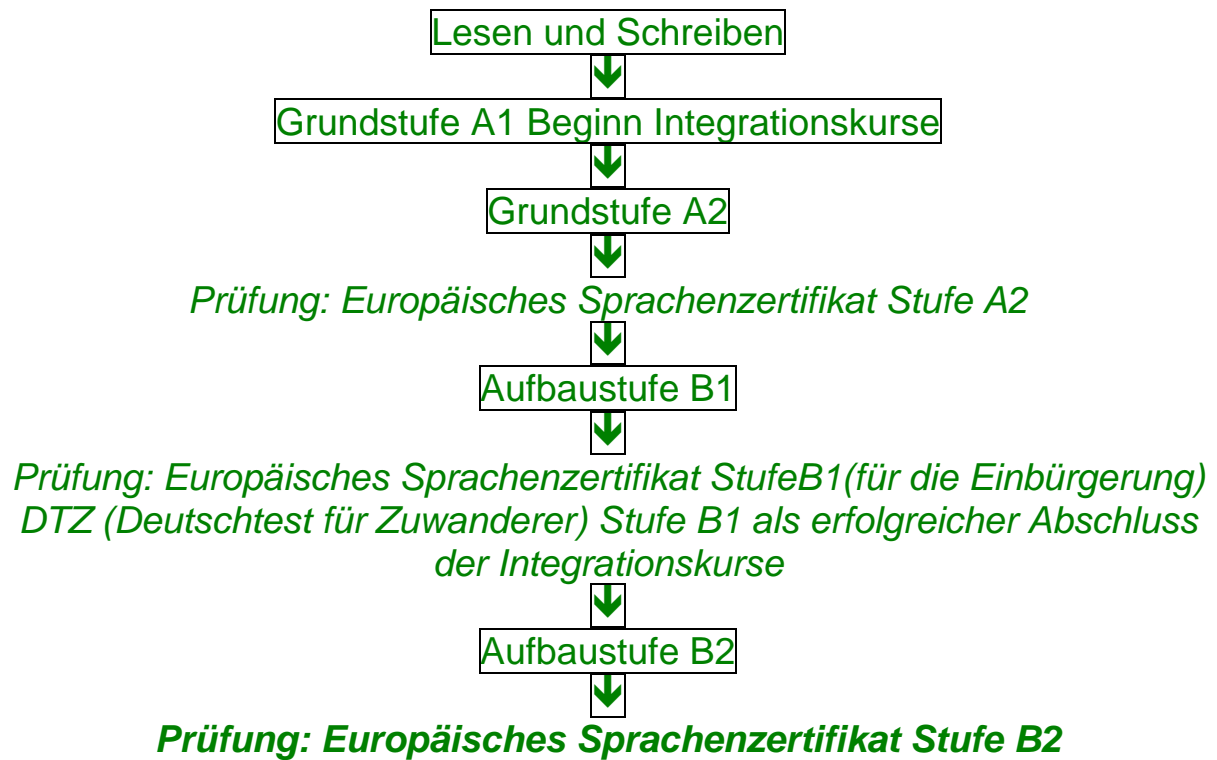 Lesen und Schreiben
Grundstufe A1 Beginn Integrationskurse
Grundstufe A2
Prüfung: Europäisches Sprachenzertifikat Stufe A2
Aufbaustufe B1
Prüfung: Europäisches Sprachenzertifikat StufeB1(für die Einbürgerung)
DTZ (Deutschtest für Zuwanderer) Stufe B1 als erfolgreicher Abschluss
der Integrationskurse
Aufbaustufe B2
Prüfung: Europäisches Sprachenzertifikat Stufe B2